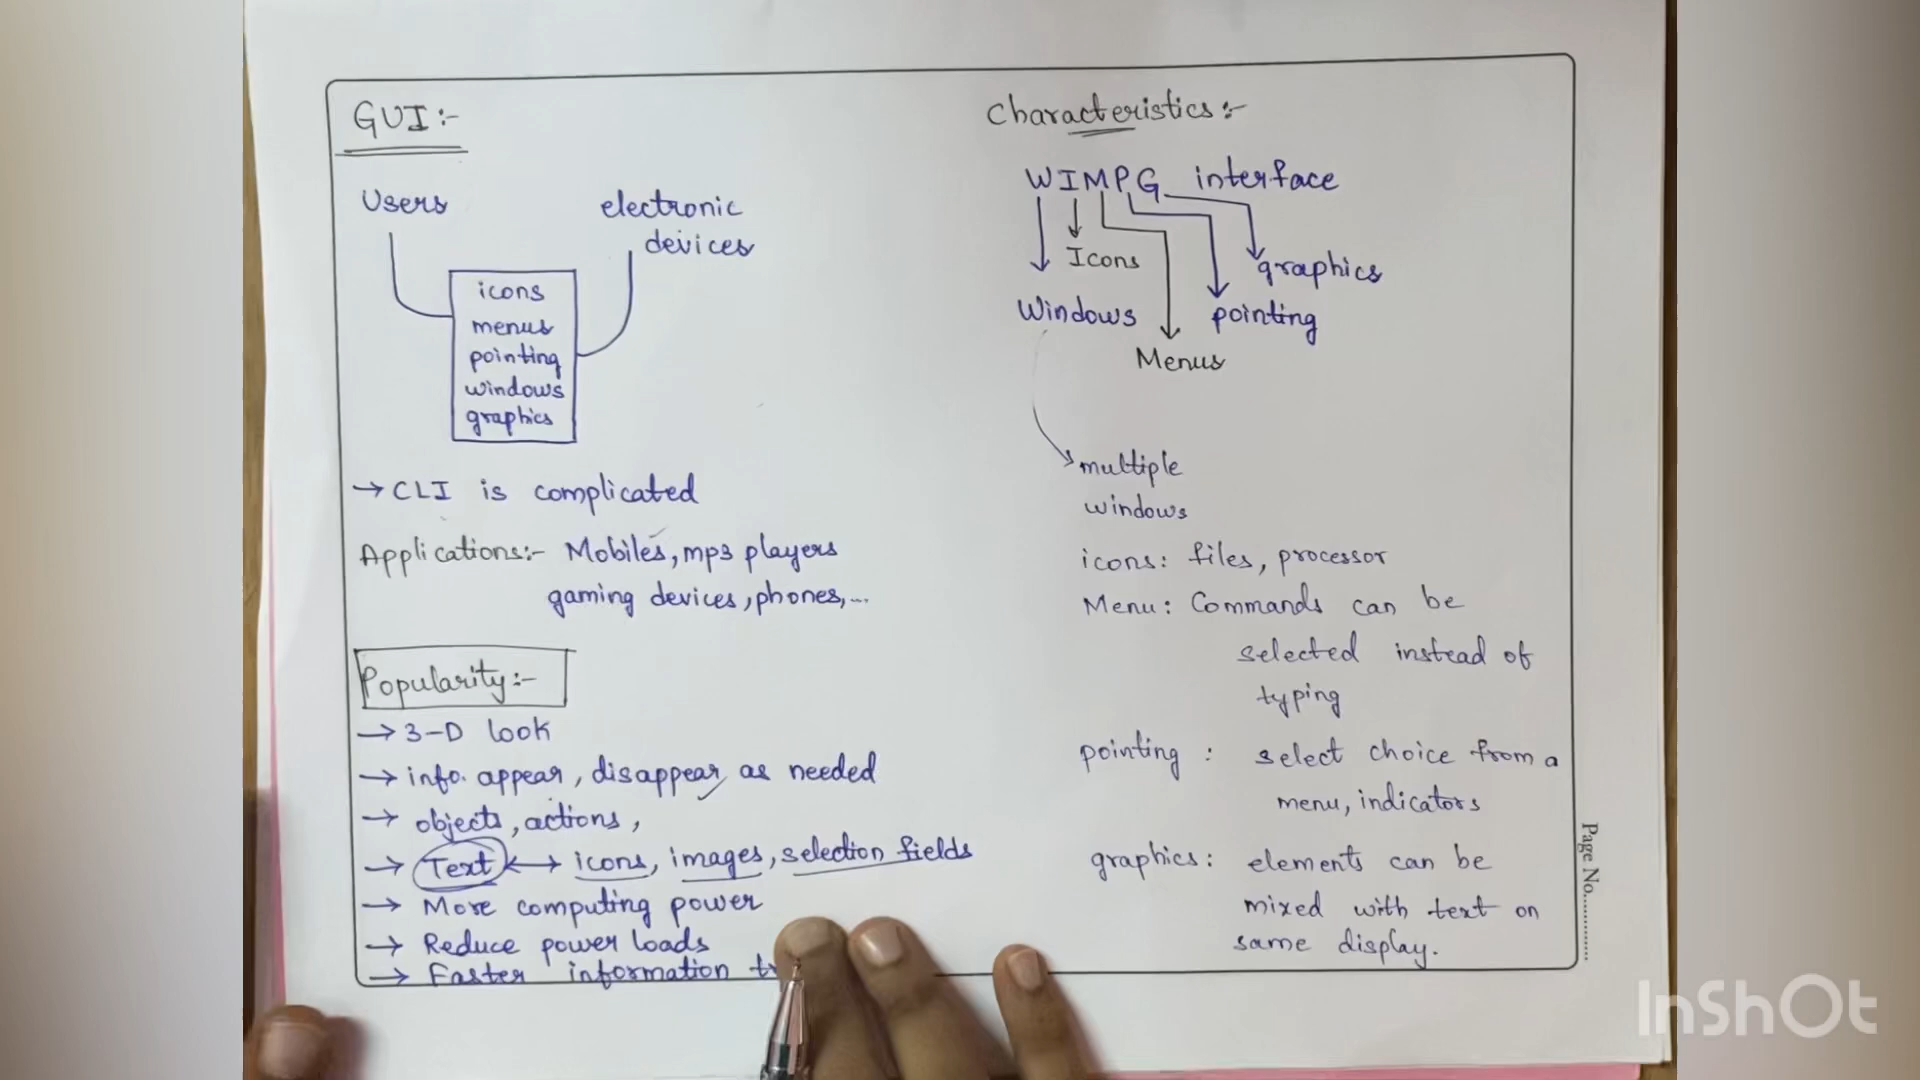 GUI:-
Users
electronic
devices
icons
menus
pointing
windows
graphics
→ CLI is complicated
Applications:- Mobiles, mp3 players
gaming devices, phones,...
Popularity:-
→ 3-D look
→ info. appear, disappear as needed
→ objects, actions,
→ Text ↔ icons, images, selection fields
→ More computing power
→ Reduce power loads
→ Faster information
Characteristics:-
WIMPG interface
Icons
graphics
Windows
pointing
Menus
multiple
windows
icons: files, processor
Menu: Commands can be
selected instead of
typing
pointing : select choice from a
menu, indicators
graphics: elements can be
mixed with text on
same display.
Page No...............
InShOt